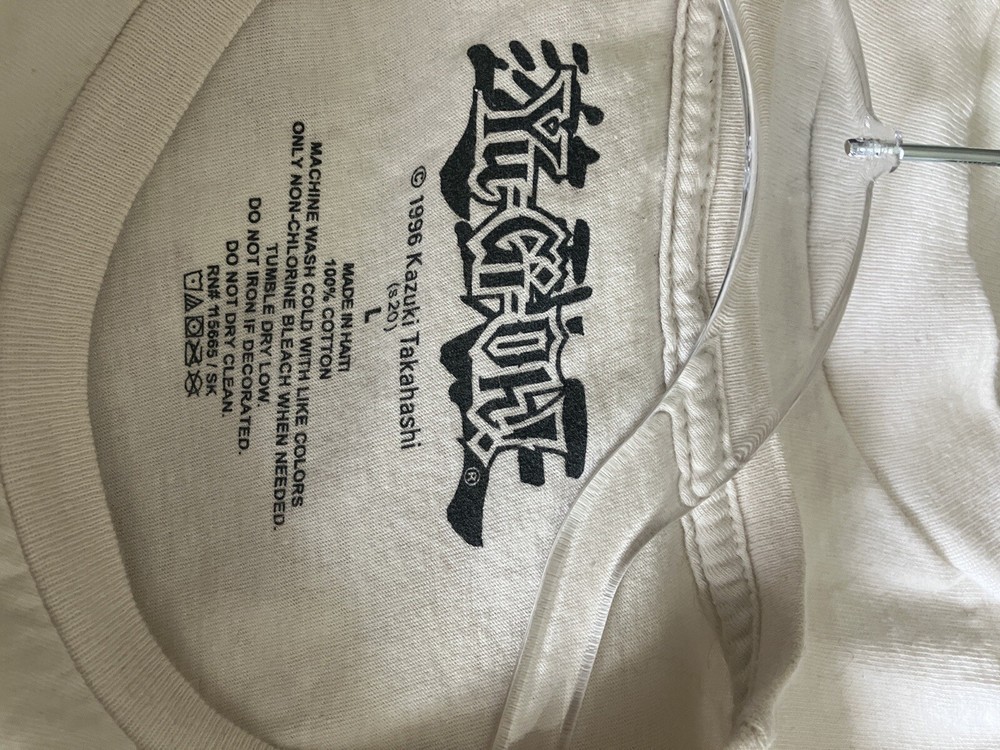 YU-GI-OH!®
© 1996 Kazuki Takahashi
(s.20)
L
MADE IN HAITI
100% COTTON
MACHINE WASH COLD WITH LIKE COLORS
ONLY NON-CHLORINE BLEACH WHEN NEEDED.
TUMBLE DRY LOW.
DO NOT IRON IF DECORATED.
DO NOT DRY CLEAN.
RN# 115665 / SK